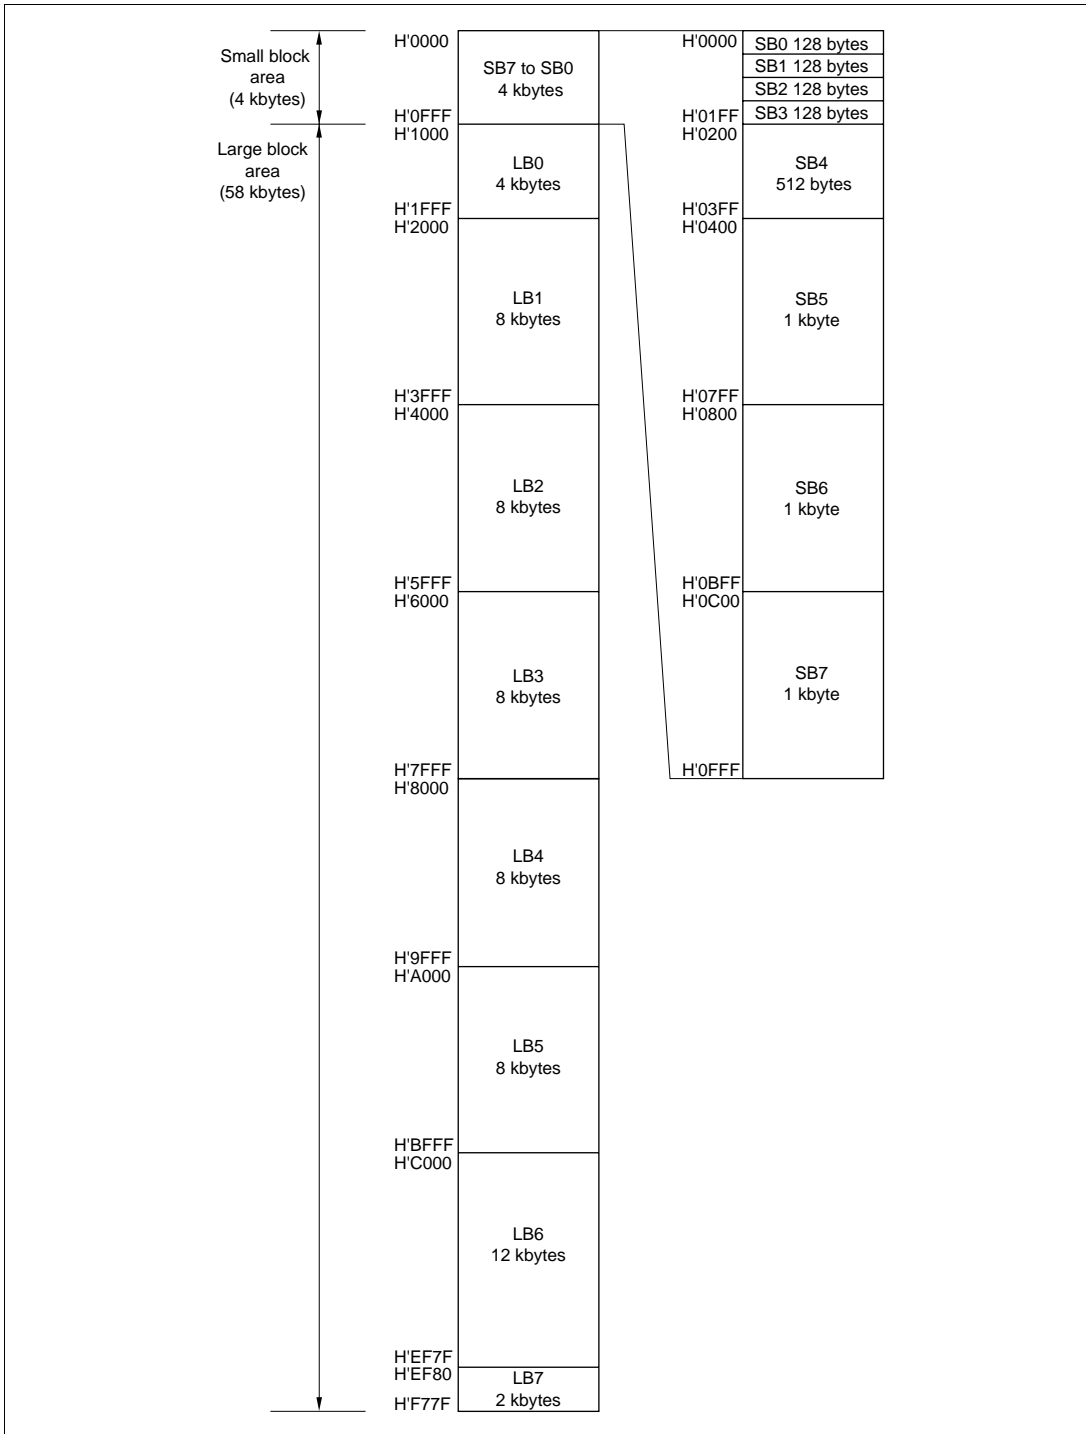 Small block
area
(4 kbytes)
Large block
area
(58 kbytes)
H'0000
SB7 to SB0
4 kbytes
H'0FFF
H'1000
LB0
4 kbytes
H'1FFF
H'2000
LB1
8 kbytes
H'3FFF
H'4000
LB2
8 kbytes
H'5FFF
H'6000
LB3
8 kbytes
H'7FFF
H'8000
LB4
8 kbytes
H'9FFF
H'A000
LB5
8 kbytes
H'BFFF
H'C000
LB6
12 kbytes
H'EF7F
H'EF80
LB7
2 kbytes
H'F77F
H'0000
SB0 128 bytes
SB1 128 bytes
SB2 128 bytes
SB3 128 bytes
H'01FF
H'0200
SB4
512 bytes
H'03FF
H'0400
SB5
1 kbyte
H'07FF
H'0800
SB6
1 kbyte
H'0BFF
H'0C00
SB7
1 kbyte
H'0FFF